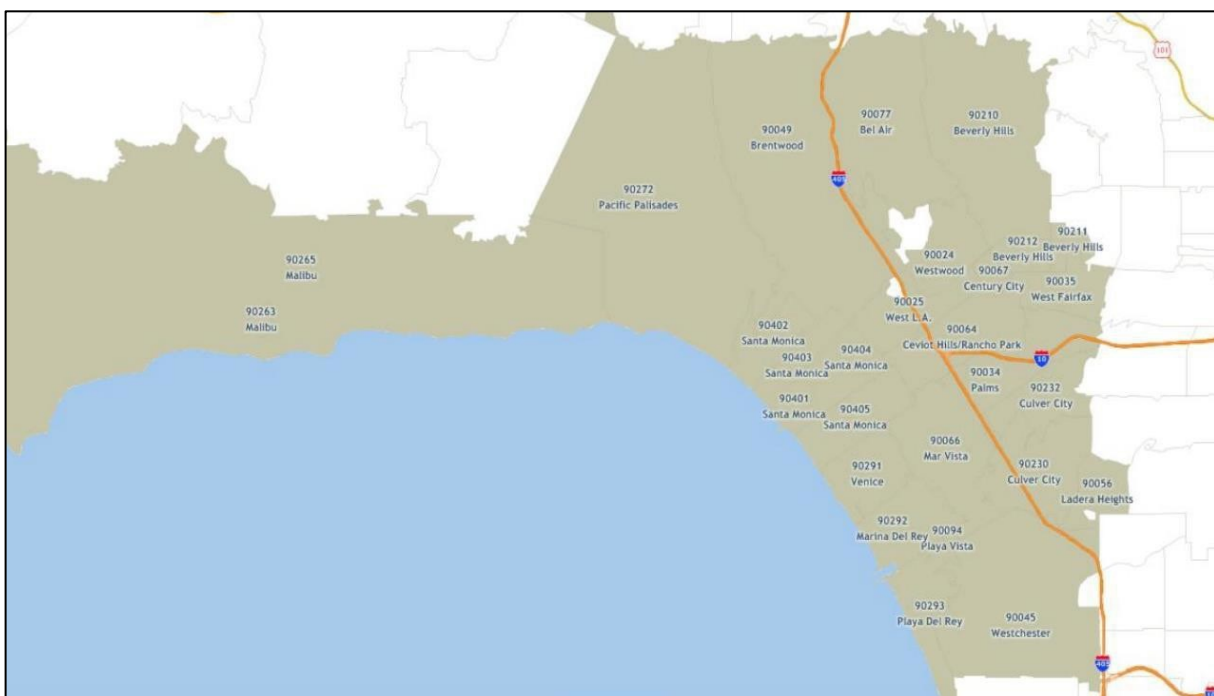 101
90049
Brentwood
90077
Bel Air
90210
Beverly Hills
405
90272
Pacific Palisades
90265
Malibu
90263
Malibu
90024
Westwood
90212
Beverly Hills
90211
Beverly Hills
90067
Century City
90035
West Fairfax
90025
West L.A.
90064
Ceviot Hills/Rancho Park
10
90402
Santa Monica
90403
Santa Monica
90404
Santa Monica
90034
Palms
90232
Culver City
90401
Santa Monica
90405
Santa Monica
90066
Mar Vista
90291
Venice
90230
Culver City
90056
Ladera Heights
90292
Marina Del Rey
90094
Playa Vista
90293
Playa Del Rey
90045
Westchester
405